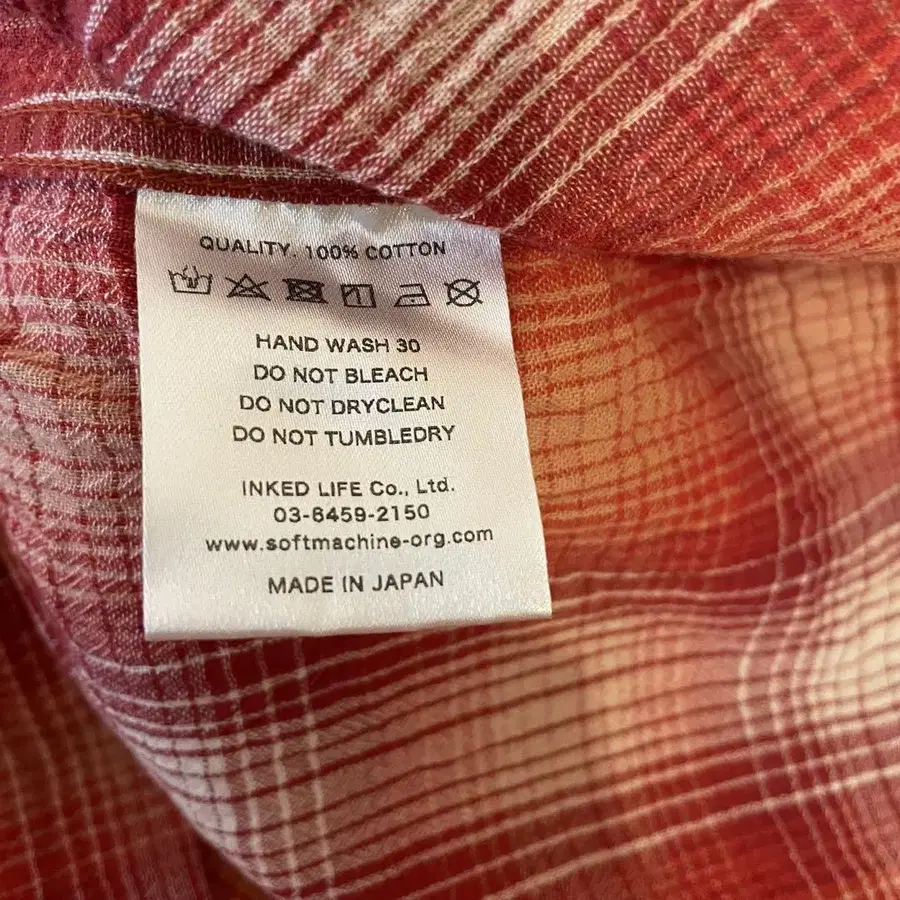 QUALITY. 100% COTTON
HAND WASH 30
DO NOT BLEACH
DO NOT DRYCLEAN
DO NOT TUMBLEDRY
INKED LIFE Co., Ltd.
03-6459-2150
www.softmachine-org.com
MADE IN JAPAN